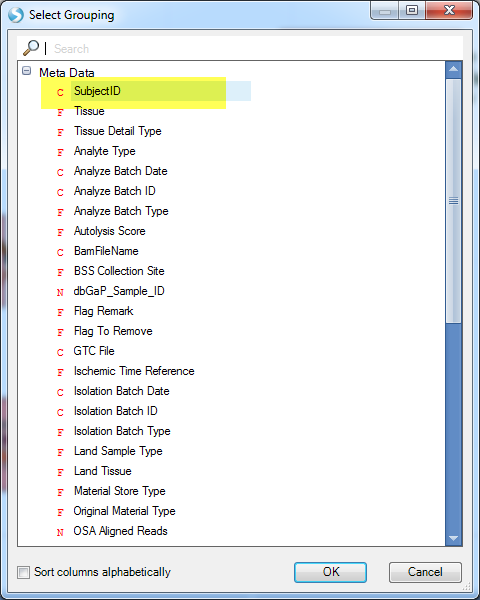 Select Grouping
Search
Meta Data
C SubjectID
F Tissue
F Tissue Detail Type
F Analyte Type
C Analyze Batch Date
C Analyze Batch ID
F Analyze Batch Type
F Autolysis Score
C BamFileName
F BSS Collection Site
N dbGaP_Sample_ID
F Flag Remark
F Flag To Remove
C GTC File
F Ischemic Time Reference
C Isolation Batch Date
C Isolation Batch ID
F Isolation Batch Type
F Land Sample Type
F Land Tissue
F Material Store Type
F Original Material Type
N OSA Aligned Reads
Sort columns alphabetically
OK
Cancel